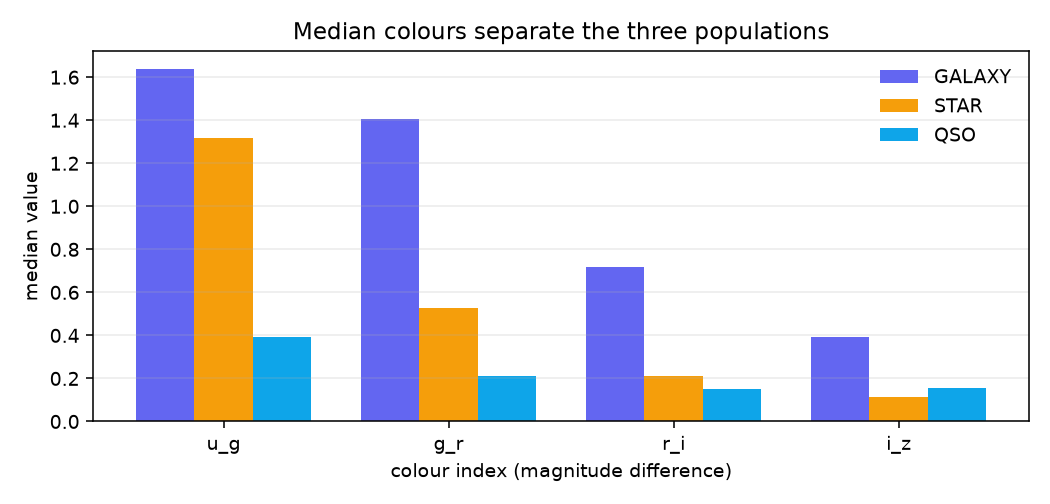 Median colours separate the three populations
GALAXY
STAR
QSO
median value
1.6
1.4
1.2
1.0
0.8
0.6
0.4
0.2
0.0
u_g
g_r
r_i
i_z
colour index (magnitude difference)